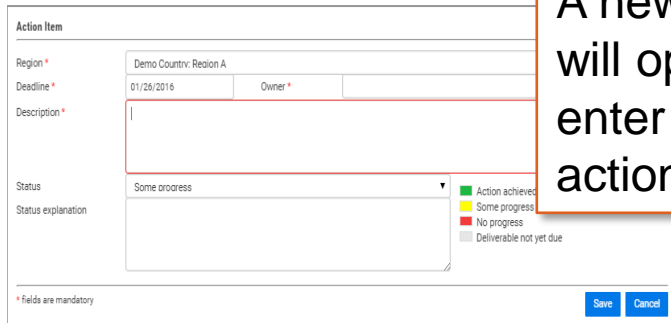 Action Item
Region *
Demo Country: Region A
Deadline *
01/26/2016
Owner *
Description *
Status
Some progress
Status explanation
Action achieved
Some progress
No progress
Deliverable not yet due
* fields are mandatory
Save
Cancel
A new
will
enter
action